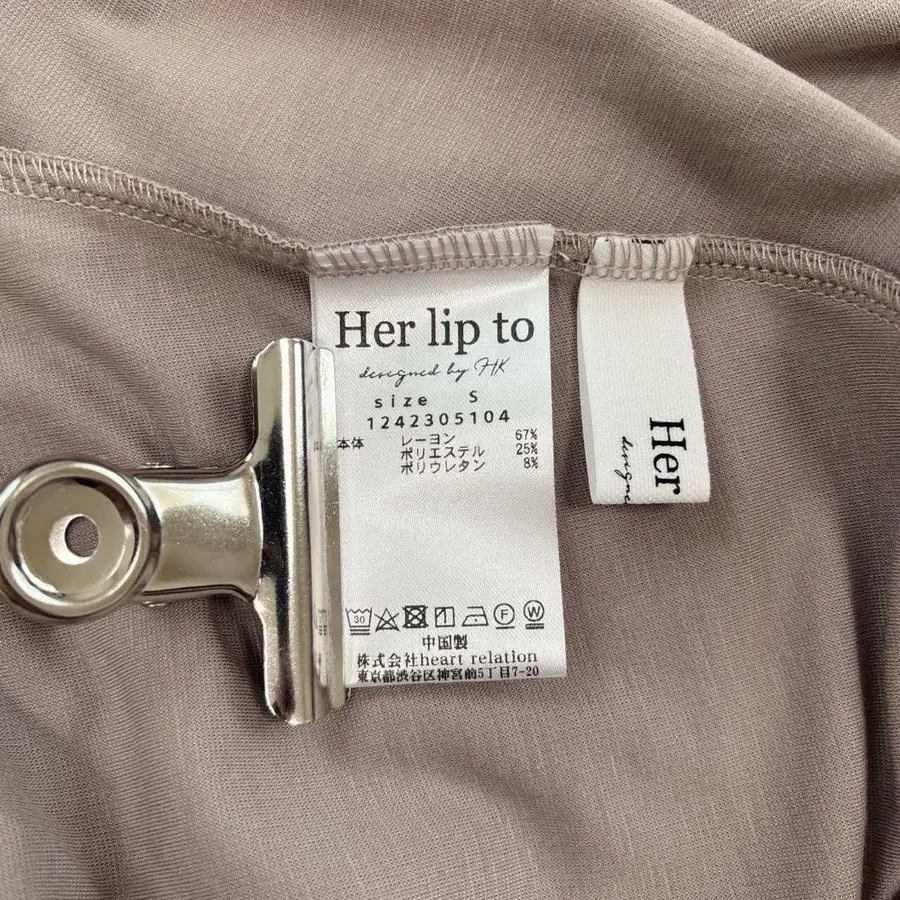 Her lip to
designed by HK
size S
1242305104
本体 レーヨン 67%
ポリエステル 25%
ポリウレタン 8%
30
F
W
中国製
株式会社heart relation
東京都渋谷区神宮前5丁目7-20
Her